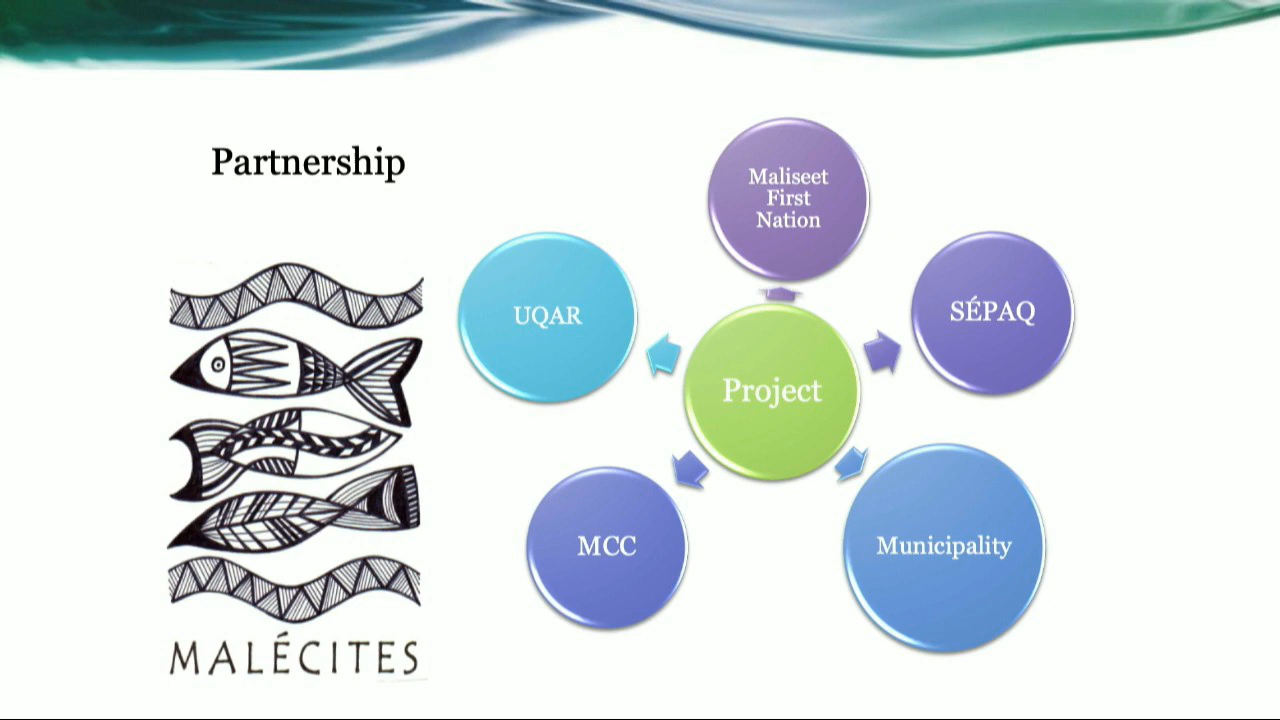 Partnership
Maliseet
First
Nation
UQAR
SÉPAQ
Project
MCC
Municipality
MALÉCITES